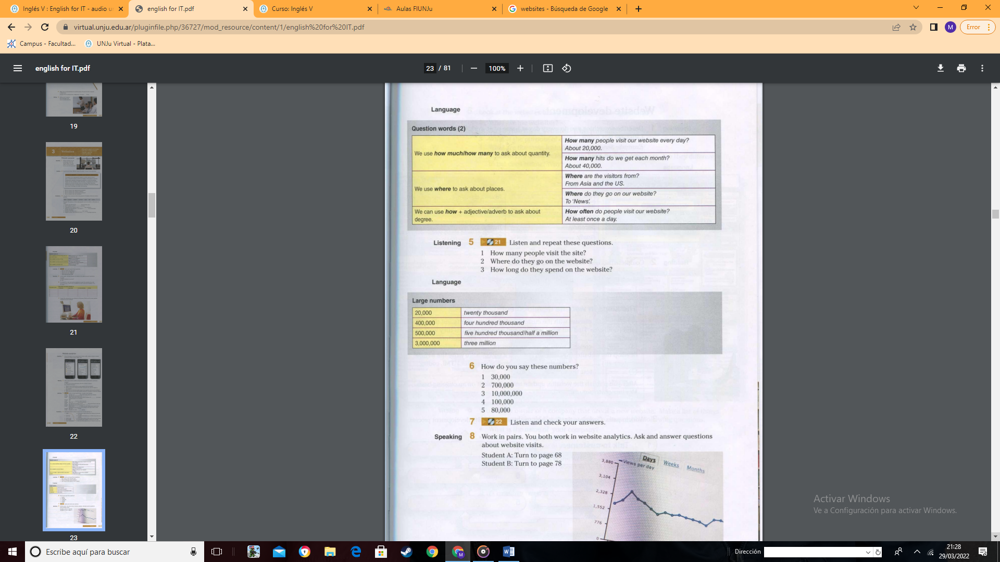 Inglés V : English for IT - audio u
english for IT.pdf
Curso: Inglés V
Aulas FIUNJu
websites - Búsqueda de Google
virtual.unju.edu.ar/pluginfile.php/36727/mod_resource/content/1/english%20for%20IT.pdf
M
Error
Campus - Facultad...
UNJu Virtual - Plata...
english for IT.pdf
23 / 81
100%
19
20
21
22
23
Language
Question words (2)
We use how much/how many to ask about quantity.
How many people visit our website every day?
About 20,000.
How many hits do we get each month?
About 40,000.
We use where to ask about places.
Where are the visitors from?
From Asia and the US.
Where do they go on our website?
To 'News'.
We can use how + adjective/adverb to ask about
degree.
How often do people visit our website?
At least once a day.
Listening 5 21 Listen and repeat these questions.
1 How many people visit the site?
2 Where do they go on the website?
3 How long do they spend on the website?
Language
Large numbers
20,000 twenty thousand
400,000 four hundred thousand
500,000 five hundred thousand/half a million
3,000,000 three million
6 How do you say these numbers?
1 30,000
2 700,000
3 10,000,000
4 100,000
5 80,000
7 22 Listen and check your answers.
Speaking 8 Work in pairs. You both work in website analytics. Ask and answer questions
about website visits.
Student A: Turn to page 68
Student B: Turn to page 78
Days Weeks Months
Views per day
3,880
3,104
2,328
1,552
776
0
Activar Windows
Ve a Configuración para activar Windows.
Escribe aquí para buscar
Dirección
21:28
29/03/2022